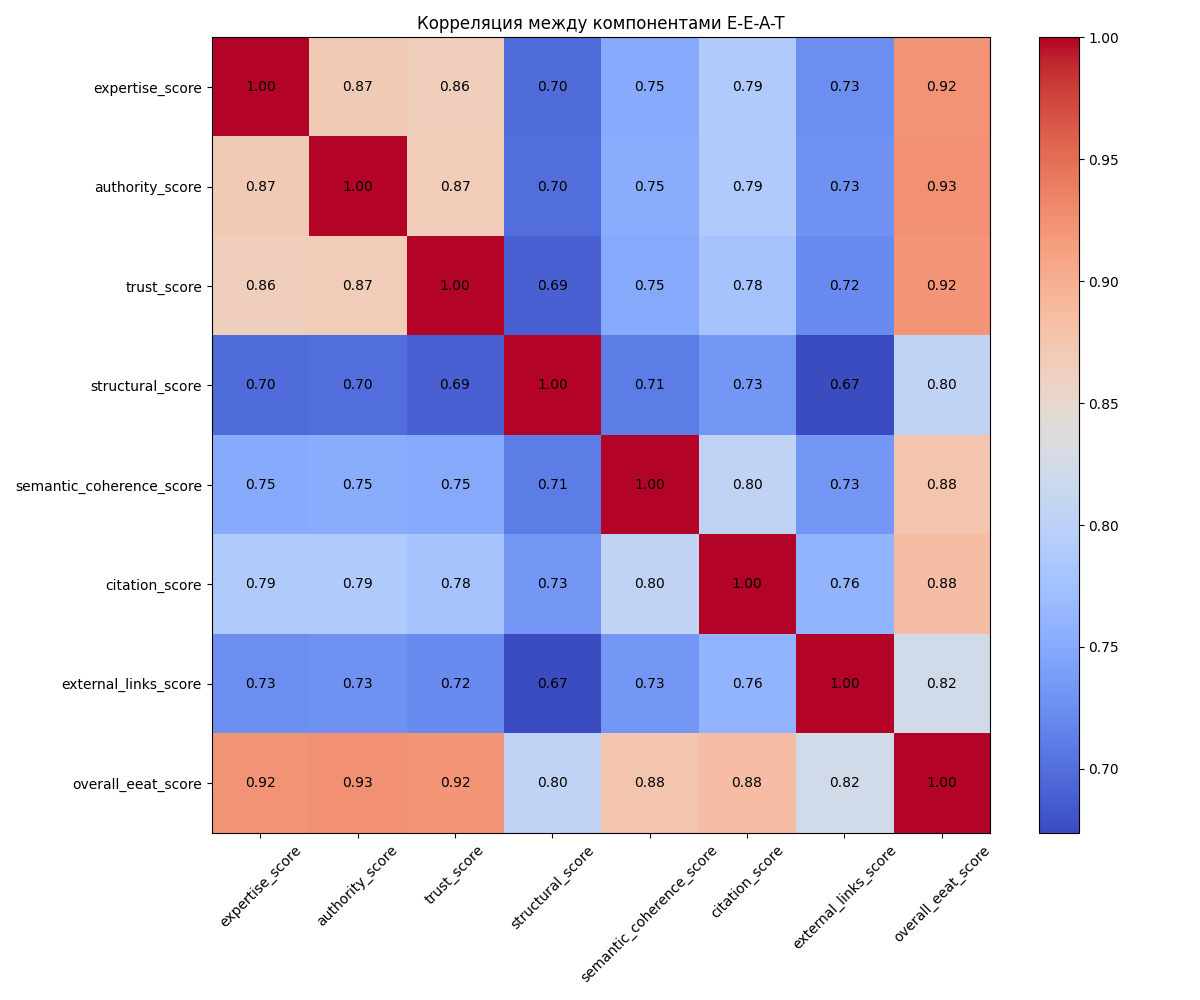 Корреляция между компонентами E-E-A-T
expertise_score 1.00 0.87 0.86 0.70 0.75 0.79 0.73 0.92
authority_score 0.87 1.00 0.87 0.70 0.75 0.79 0.73 0.93
trust_score 0.86 0.87 1.00 0.69 0.75 0.78 0.72 0.92
structural_score 0.70 0.70 0.69 1.00 0.71 0.73 0.67 0.80
semantic_coherence_score 0.75 0.75 0.75 0.71 1.00 0.80 0.73 0.88
citation_score 0.79 0.79 0.78 0.73 0.80 1.00 0.76 0.88
external_links_score 0.73 0.73 0.72 0.67 0.73 0.76 1.00 0.82
overall_eeat_score 0.92 0.93 0.92 0.80 0.88 0.88 0.82 1.00
expertise_score
authority_score
trust_score
structural_score
semantic_coherence_score
citation_score
external_links_score
overall_eeat_score
1.00
0.95
0.90
0.85
0.80
0.75
0.70